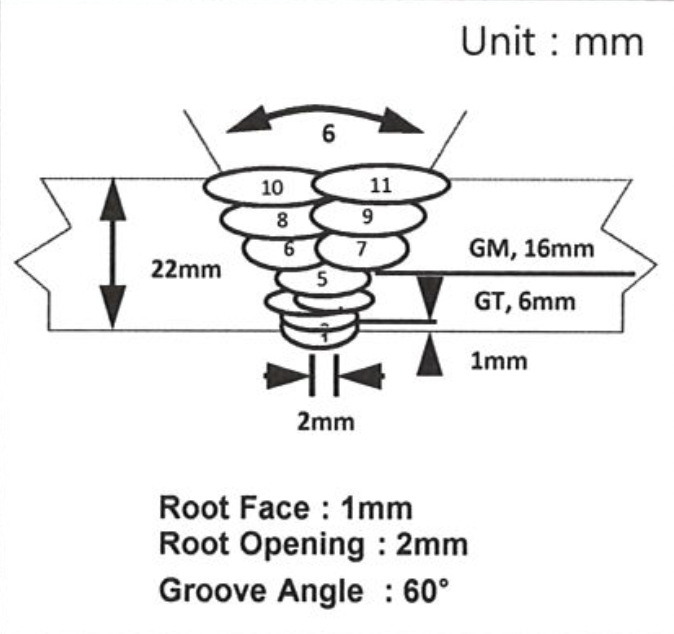 Unit : mm
6
10 11
8 9
6 7
GM, 16mm
22mm
5
GT, 6mm
1
1mm
2mm
Root Face : 1mm
Root Opening : 2mm
Groove Angle : 60°